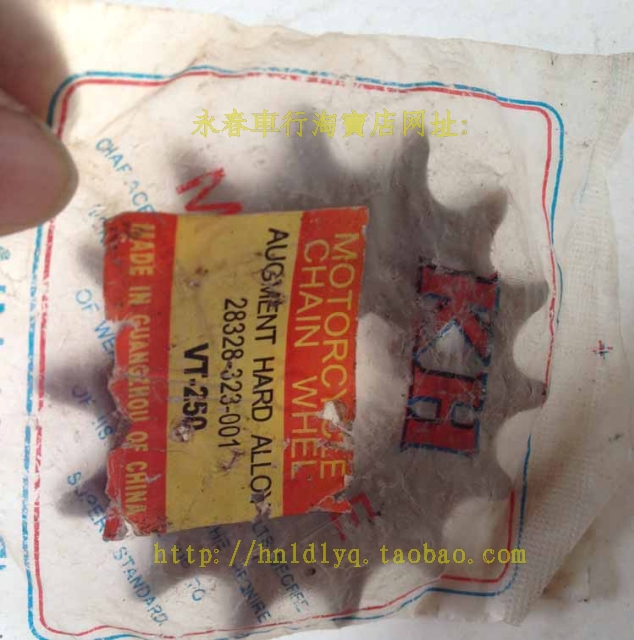 永春車行淘寶店网址:
MOTORCYCLE
CHAIN WHEEL
AUGMENT HARD ALLOY
28328-323-001
VT-250
MADE IN GUANGZHOU OF CHINA
KH
STANDARD
http://hnldlyq.taobao.com